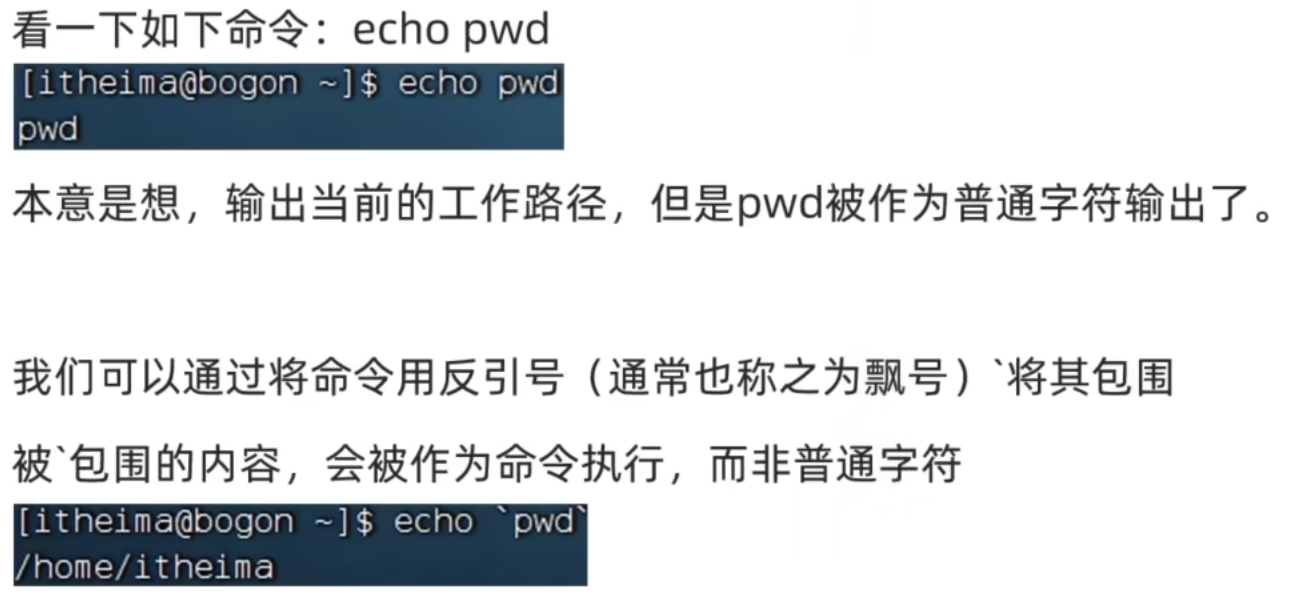 看一下如下命令：echo pwd
[itheima@bogon ~]$ echo pwd
pwd
本意是想，输出当前的工作路径，但是pwd被作为普通字符输出了。
我们可以通过将命令用反引号（通常也称之为飘号）`将其包围
被`包围的内容，会被作为命令执行，而非普通字符
[itheima@bogon ~]$ echo `pwd`
/home/itheima